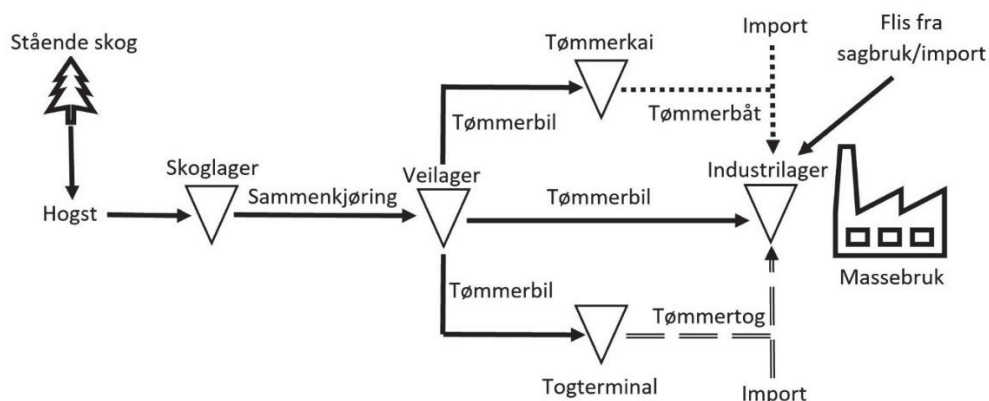 Stående skog
Hogst
Skoglager
Sammenkjøring
Veilager
Tømmerbil
Tømmerkai
Tømmerbåt
Import
Flis fra
sagbruk/import
Tømmerbil
Industrilager
Massebruk
Tømmerbil
Togterminal
Tømmertog
Import